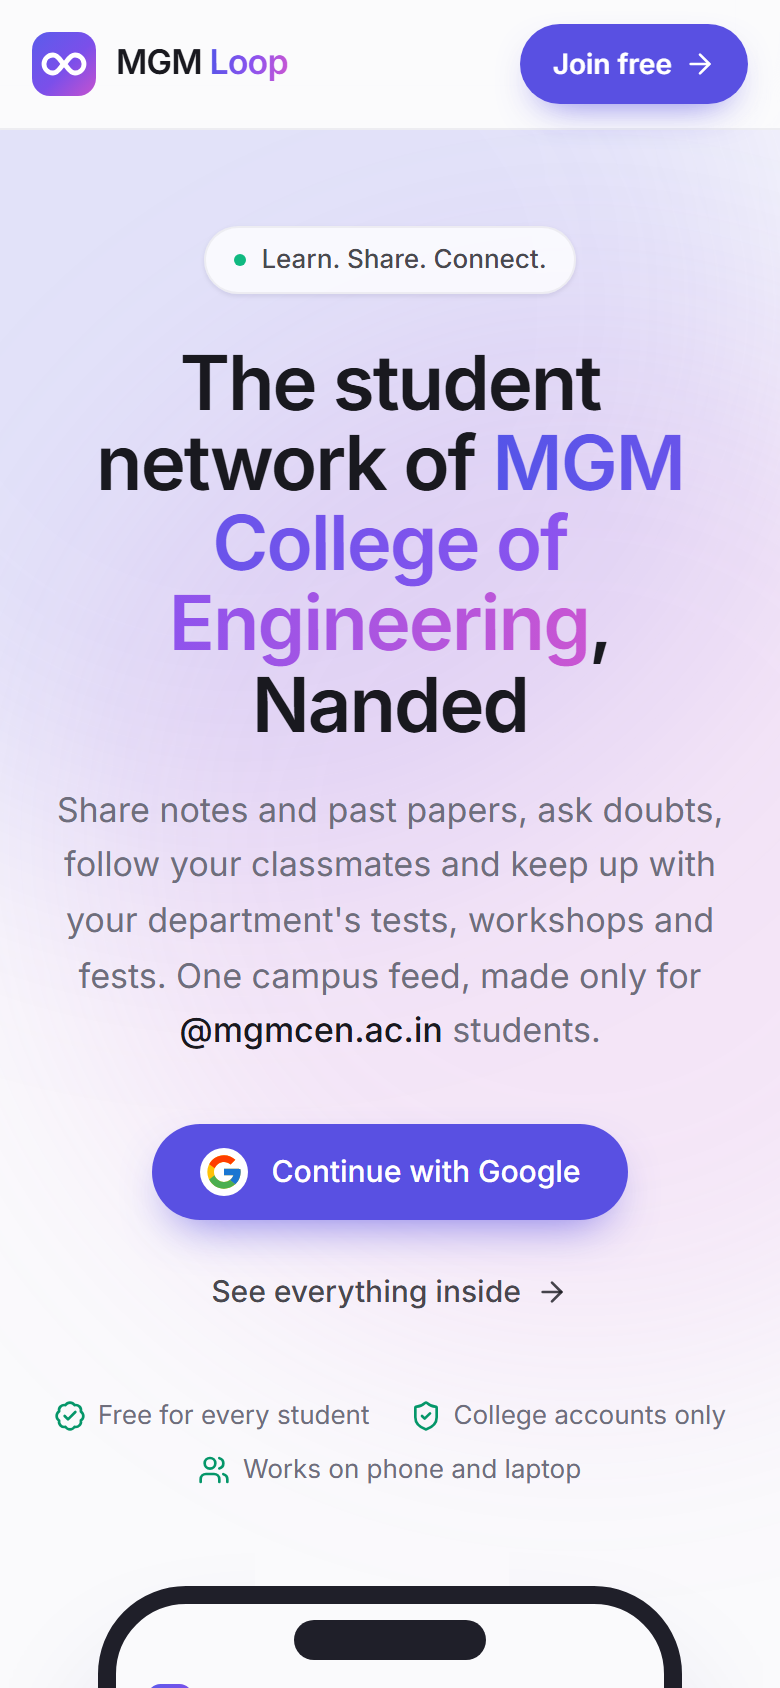 MGM Loop
Join free
Learn. Share. Connect.
The student
network of MGM
College of
Engineering,
Nanded
Share notes and past papers, ask doubts,
follow your classmates and keep up with
your department's tests, workshops and
fests. One campus feed, made only for
@mgmcen.ac.in students.
Continue with Google
See everything inside
Free for every student
College accounts only
Works on phone and laptop